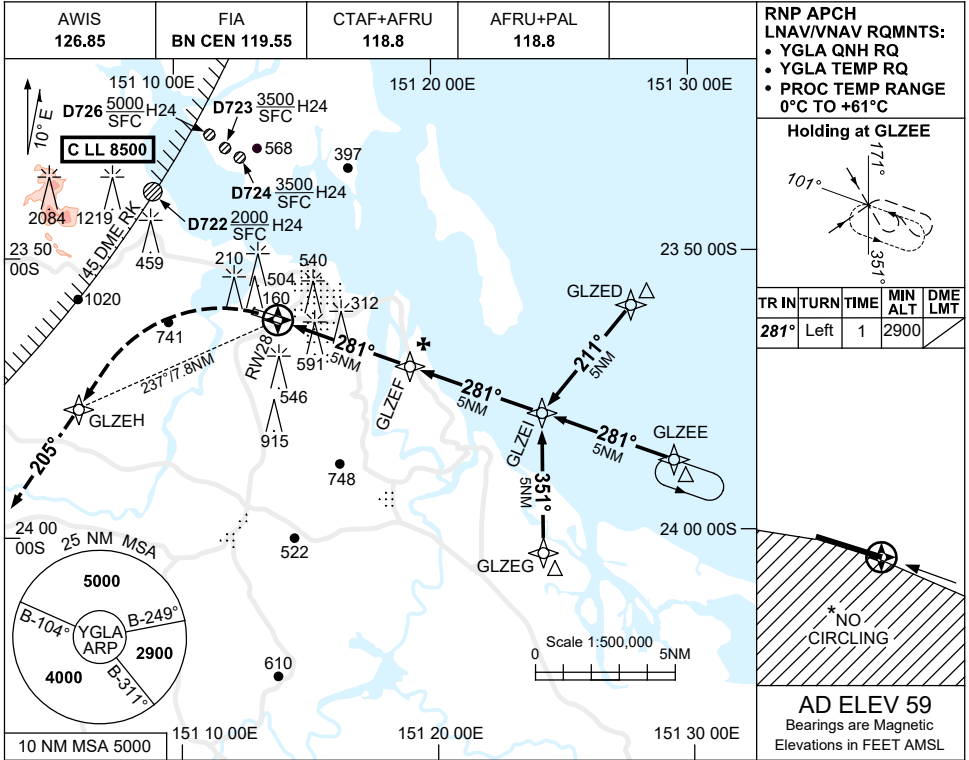 AWIS
126.85
FIA
BN CEN 119.55
CTAF+AFRU
118.8
AFRU+PAL
118.8
RNP APCH
LNAV/VNAV RQMNTS:
• YGLA QNH RQ
• YGLA TEMP RQ
• PROC TEMP RANGE
0°C TO +61°C
151 10 00E
151 20 00E
151 30 00E
10° E
D726 5000/SFC H24
D723 3500/SFC H24
C LL 8500
568
397
D724 3500/SFC H24
2084
1219
D722 2000/SFC H24
45 DME RK
459
23 50
00S
23 50 00S
210
504
540
160
312
1020
741
RW28
591
281°
5NM
237°/7.8NM
546
GLZEH
205°
915
GLZEF
281°
5NM
GLZED
211°
5NM
GLZEI
281°
5NM
GLZEE
351°
5NM
GLZEG
748
522
24 00
00S
24 00 00S
25 NM MSA
5000
B-104°
B-249°
YGLA
ARP
2900
4000
B-311°
610
Scale 1:500,000
0
5NM
151 10 00E
151 20 00E
151 30 00E
10 NM MSA 5000
Holding at GLZEE
171°
101°
351°
TR IN TURN TIME MIN ALT DME LMT
281° Left 1 2900
*NO
CIRCLING
AD ELEV 59
Bearings are Magnetic
Elevations in FEET AMSL